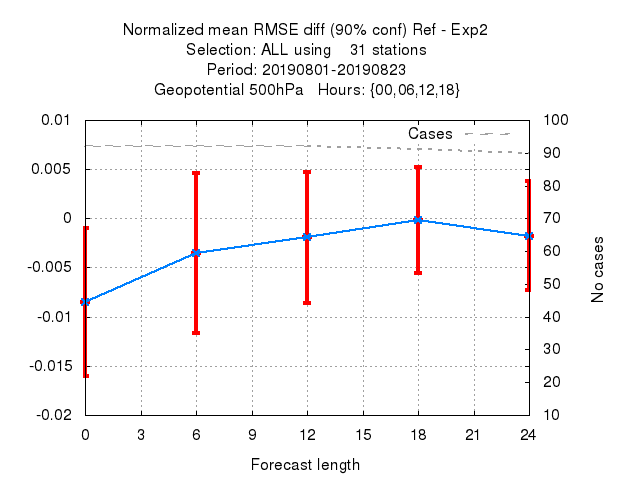 Normalized mean RMSE diff (90% conf) Ref - Exp2
Selection: ALL using    31 stations
Period: 20190801-20190823
Geopotential 500hPa   Hours: {00,06,12,18}
Cases
0.01
0.005
0
-0.005
-0.01
-0.015
-0.02
100
90
80
70
60
50
40
30
20
10
No cases
0 3 6 9 12 15 18 21 24
Forecast length